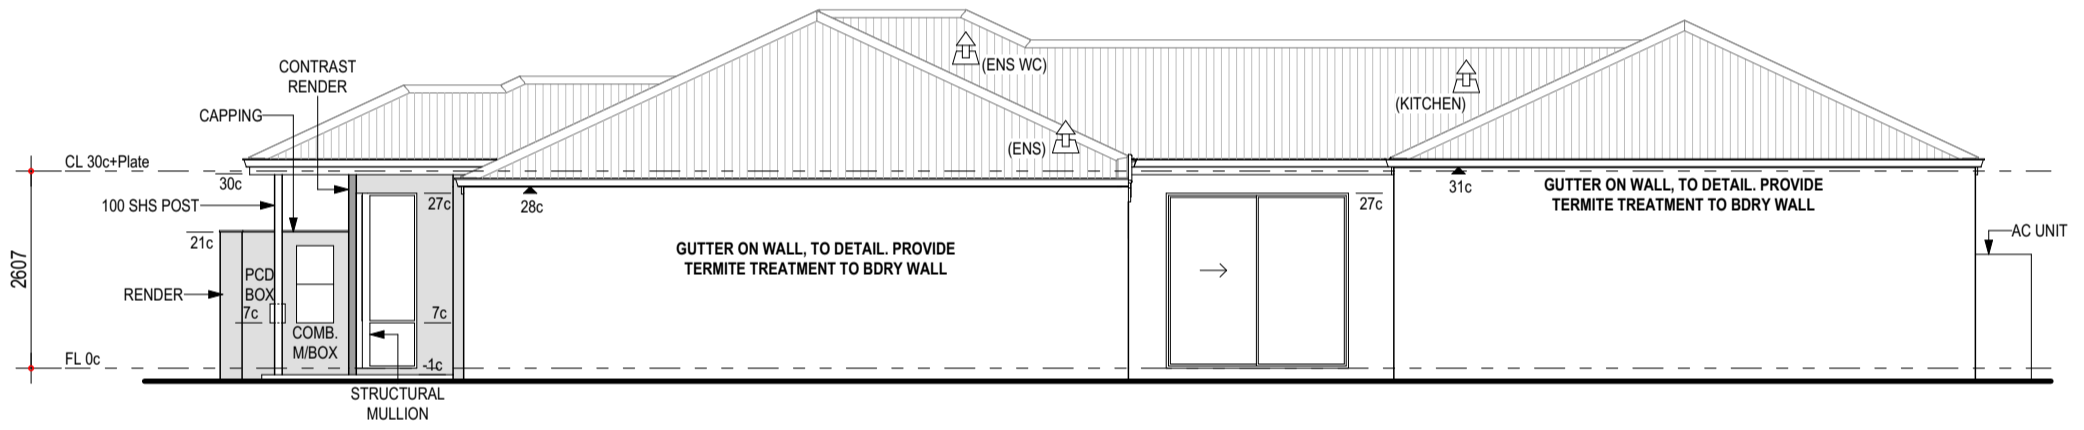 CONTRAST
RENDER
CAPPING
CL 30c+Plate
30c
100 SHS POST
21c
2607
PCD
BOX
RENDER
7c
COMB.
M/BOX
FL 0c
27c
7c
-1c
STRUCTURAL
MULLION
28c
GUTTER ON WALL, TO DETAIL. PROVIDE
TERMITE TREATMENT TO BDRY WALL
(ENS WC)
(ENS)
(KITCHEN)
27c
31c
GUTTER ON WALL, TO DETAIL. PROVIDE
TERMITE TREATMENT TO BDRY WALL
AC UNIT